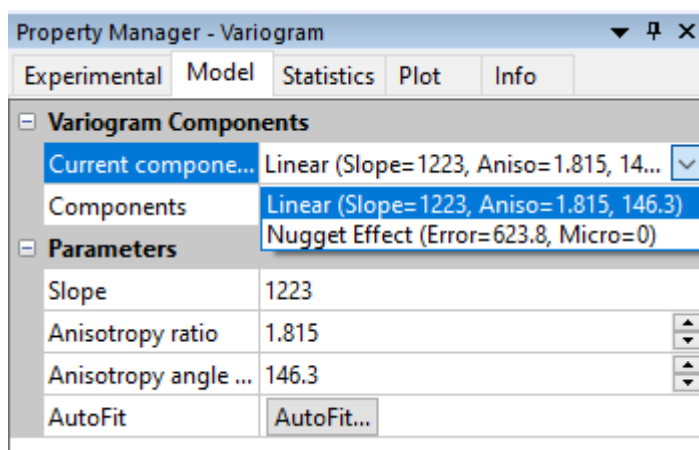 Property Manager - Variogram
Experimental Model Statistics Plot Info
Variogram Components
Current compone... Linear (Slope=1223, Aniso=1.815, 14...
Components Linear (Slope=1223, Aniso=1.815, 146.3)
Nugget Effect (Error=623.8, Micro=0)
Parameters
Slope 1223
Anisotropy ratio 1.815
Anisotropy angle ... 146.3
AutoFit AutoFit...